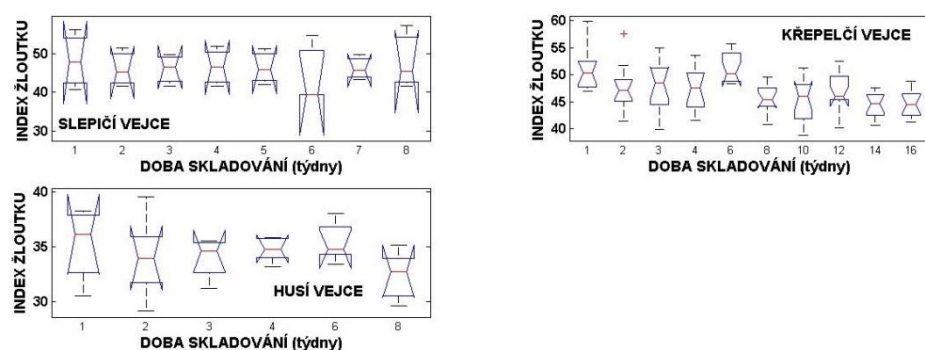 INDEX ŽLOUTKU
50
40
30
SLEPIČÍ VEJCE
1 2 3 4 5 6 7 8
DOBA SKLADOVÁNÍ (týdny)
INDEX ŽLOUTKU
60
55
50
45
40
KŘEPELČÍ VEJCE
1 2 3 4 6 8 10 12 14 16
DOBA SKLADOVÁNÍ (týdny)
INDEX ŽLOUTKU
40
35
30
HUSÍ VEJCE
1 2 3 4 6 8
DOBA SKLADOVÁNÍ (týdny)